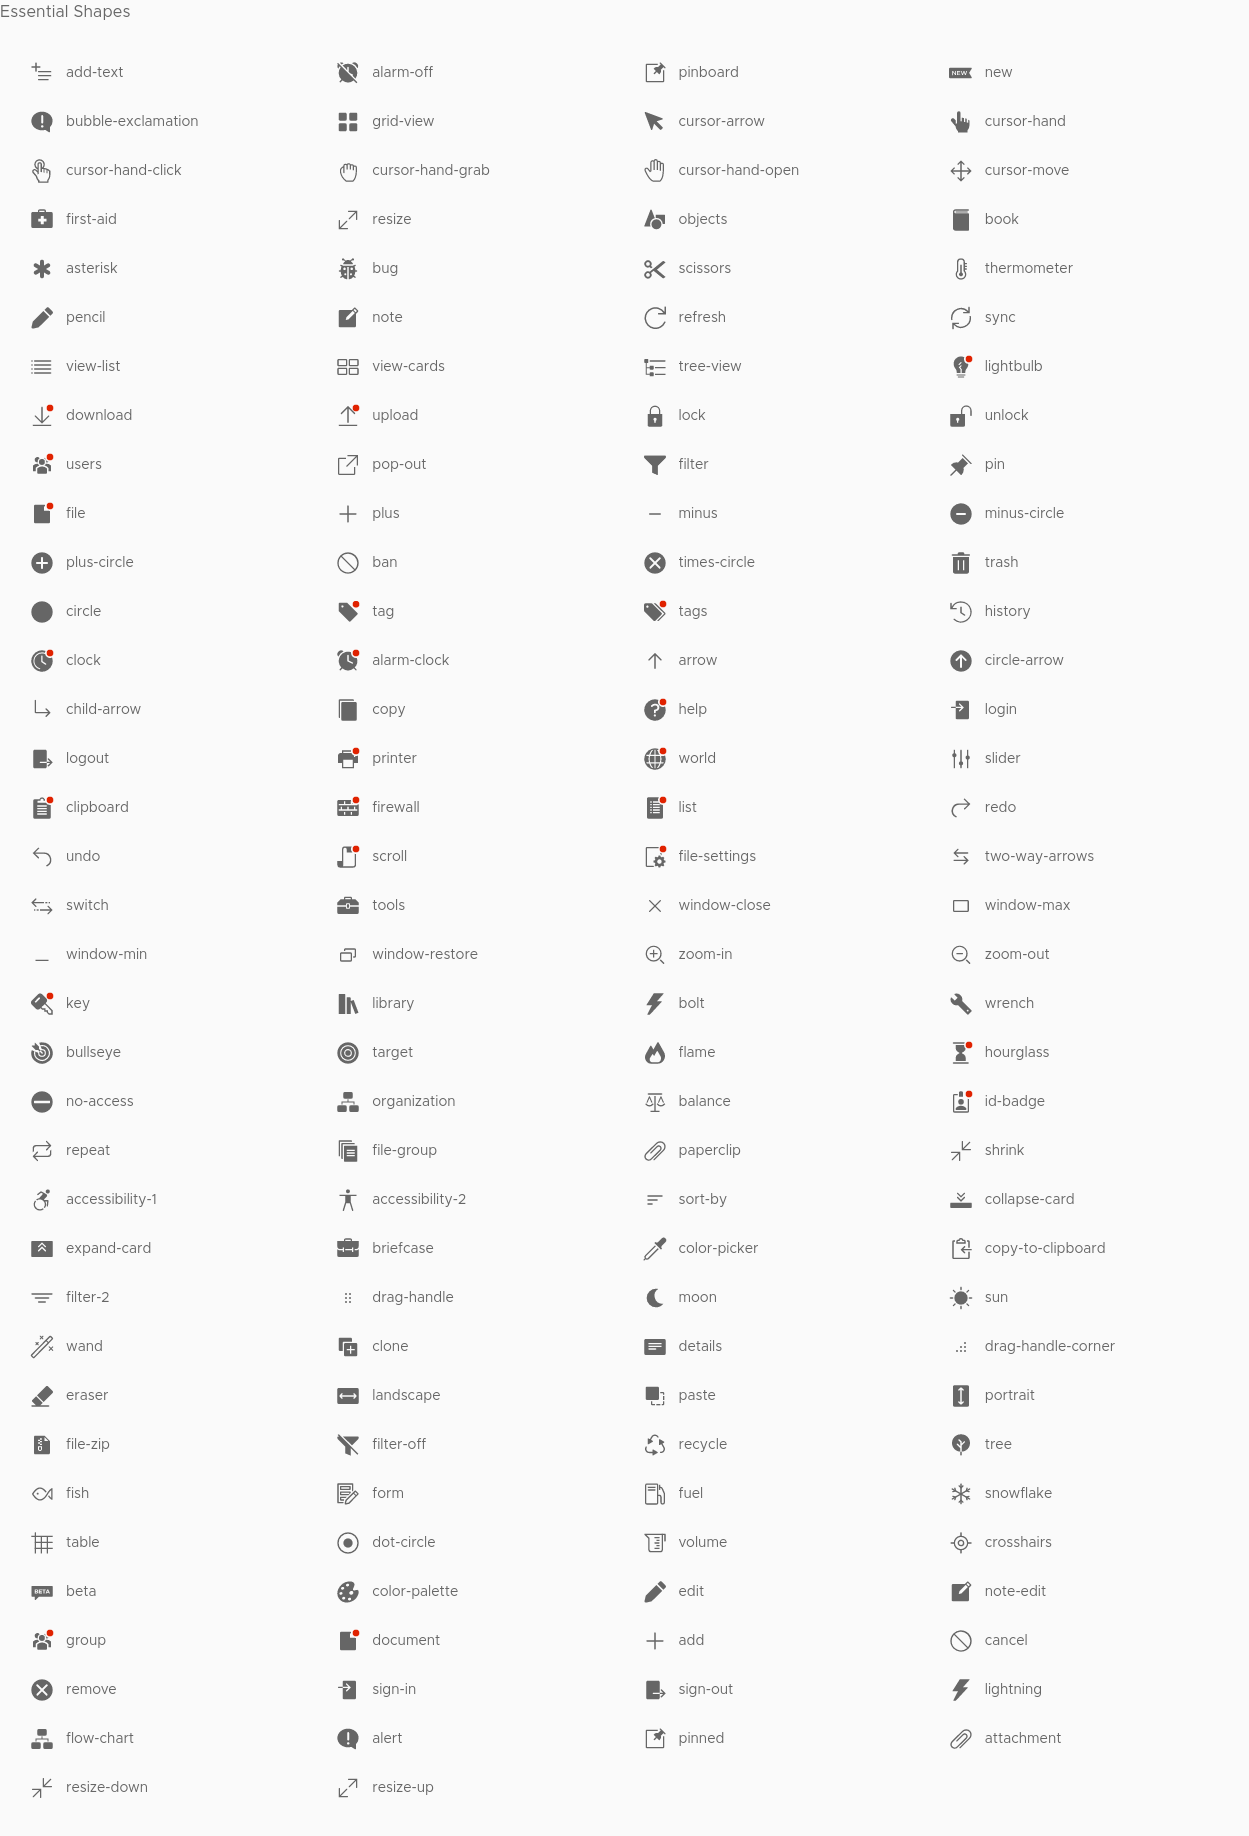 Essential Shapes
add-text alarm-off pinboard NEW new
bubble-exclamation grid-view cursor-arrow cursor-hand
cursor-hand-click cursor-hand-grab cursor-hand-open cursor-move
first-aid resize objects book
asterisk bug scissors thermometer
pencil note refresh sync
view-list view-cards tree-view lightbulb
download upload lock unlock
users pop-out filter pin
file plus minus minus-circle
plus-circle ban times-circle trash
circle tag tags history
clock alarm-clock arrow circle-arrow
child-arrow copy help login
logout printer world slider
clipboard firewall list redo
undo scroll file-settings two-way-arrows
switch tools window-close window-max
window-min window-restore zoom-in zoom-out
key library bolt wrench
bullseye target flame hourglass
no-access organization balance id-badge
repeat file-group paperclip shrink
accessibility-1 accessibility-2 sort-by collapse-card
expand-card briefcase color-picker copy-to-clipboard
filter-2 drag-handle moon sun
wand clone details drag-handle-corner
eraser landscape paste portrait
file-zip filter-off recycle tree
fish form fuel snowflake
table dot-circle volume crosshairs
BETA beta color-palette edit note-edit
group document add cancel
remove sign-in sign-out lightning
flow-chart alert pinned attachment
resize-down resize-up